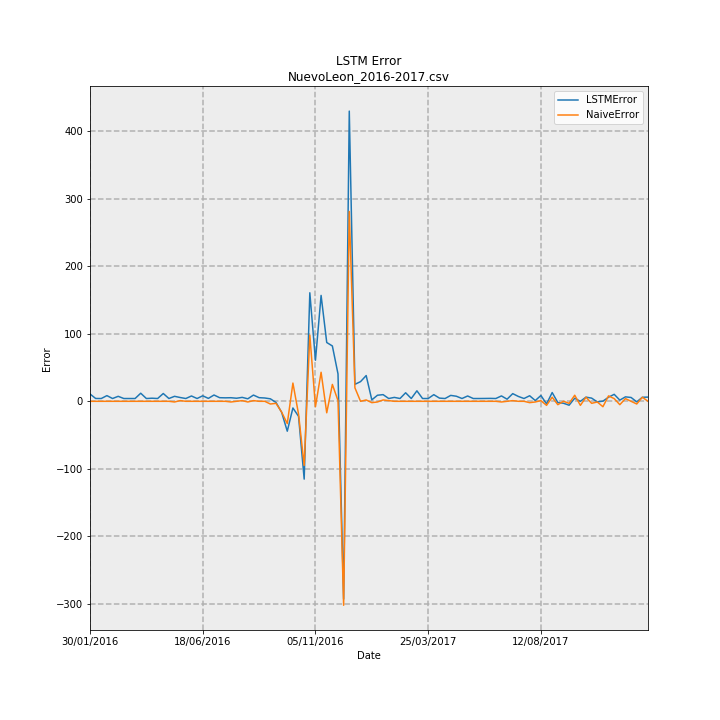 LSTM Error
NuevoLeon_2016-2017.csv
LSTMError
NaiveError
400
300
200
100
0
−100
−200
−300
Error
30/01/2016
18/06/2016
05/11/2016
25/03/2017
12/08/2017
Date